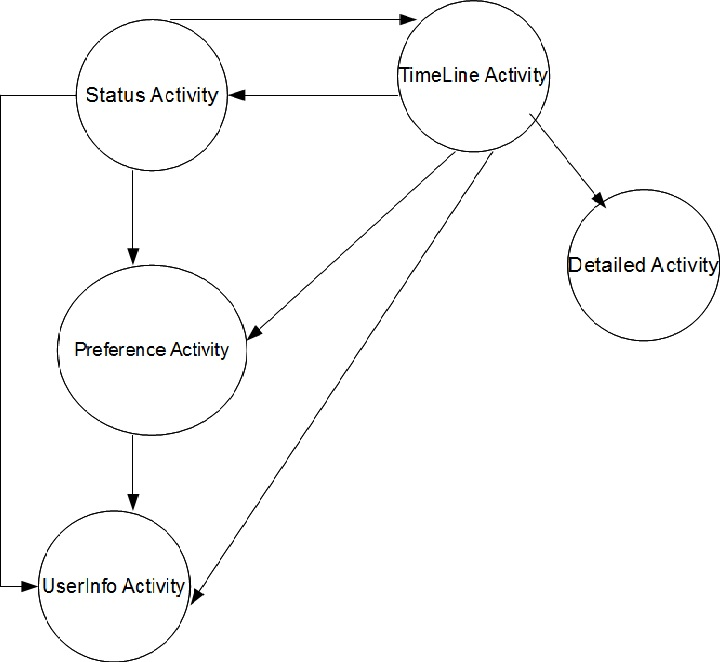 TimeLine Activity
Status Activity
Detailed Activity
Preference Activity
UserInfo Activity